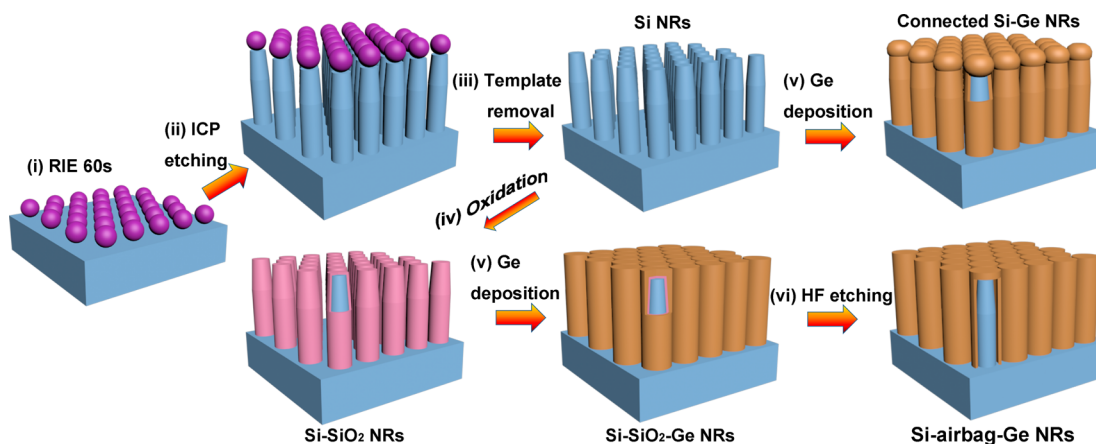 (i) RIE 60s
(ii) ICP
etching
(iii) Template
removal
Si NRs
(v) Ge
deposition
Connected Si-Ge NRs
(iv) Oxidation
Si-SiO₂ NRs
(v) Ge
deposition
Si-SiO₂-Ge NRs
(vi) HF etching
Si-airbag-Ge NRs